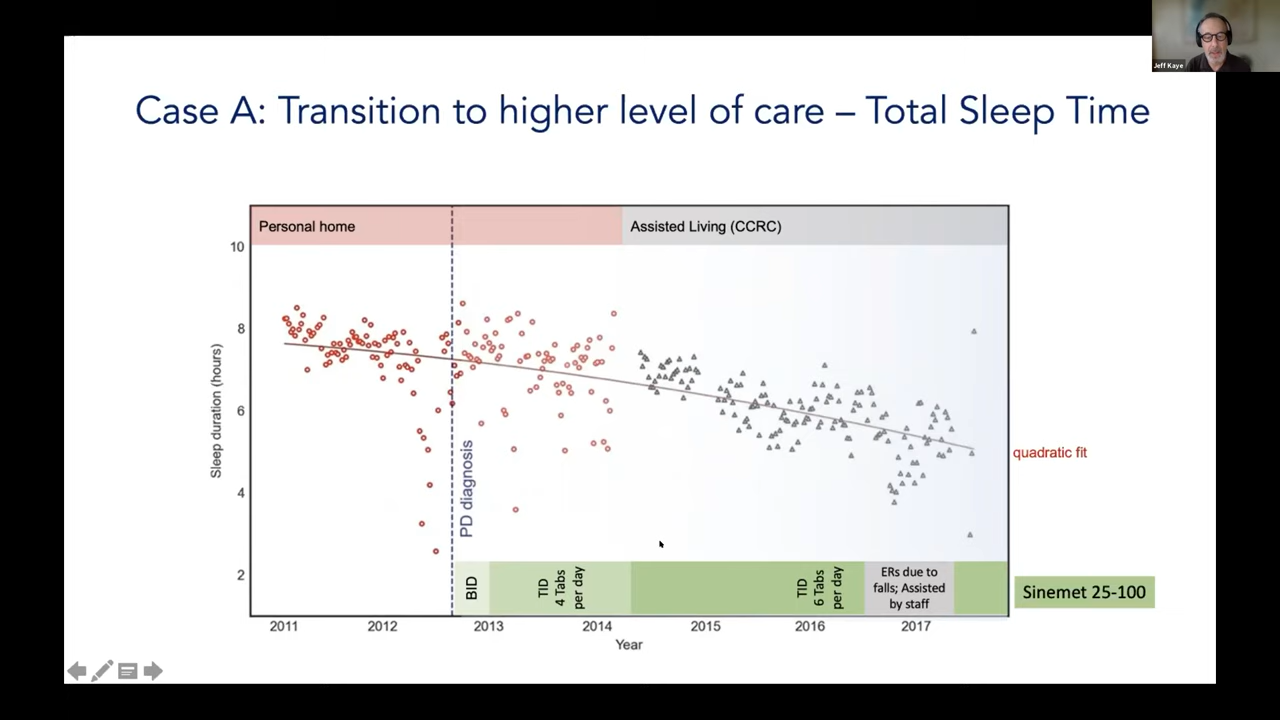 Jeff Kaye
Case A: Transition to higher level of care – Total Sleep Time
Personal home
Assisted Living (CCRC)
10
8
6
4
2
Sleep duration (hours)
PD diagnosis
quadratic fit
BID
TID
4 Tabs
per day
TID
6 Tabs
per day
ERs due to
falls; Assisted
by staff
Sinemet 25-100
2011
2012
2013
2014
2015
2016
2017
Year